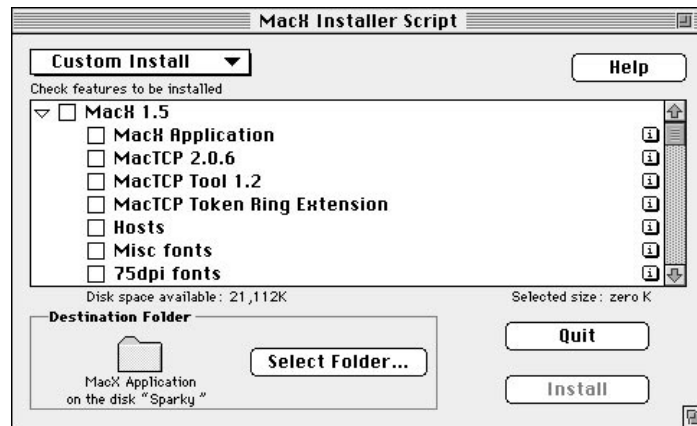 MacX Installer Script
Custom Install
Help
Check features to be installed
MacX 1.5
MacX Application
MacTCP 2.0.6
MacTCP Tool 1.2
MacTCP Token Ring Extension
Hosts
Misc fonts
75dpi fonts
Disk space available: 21,112K
Selected size: zero K
Destination Folder
Select Folder...
MacX Application
on the disk "Sparky"
Quit
Install